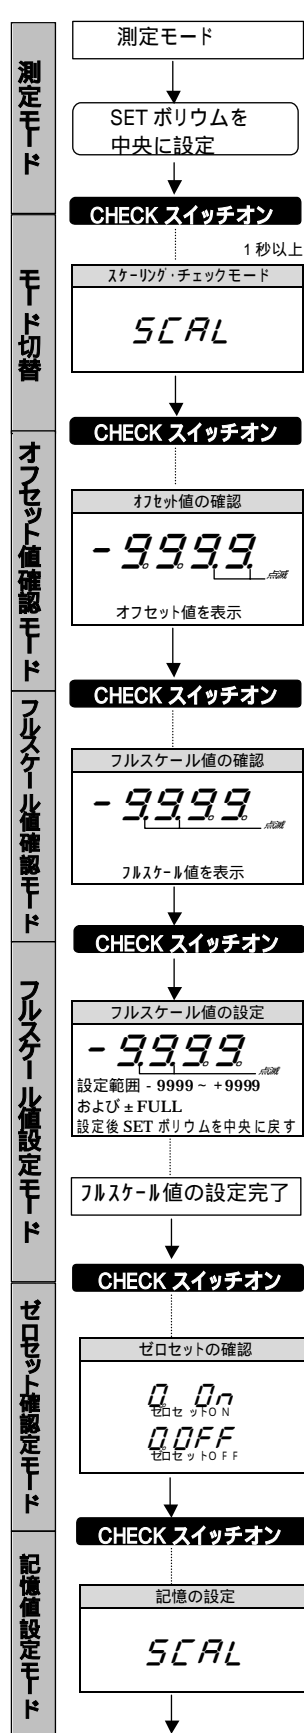 測定モード
測定モード
SET ボリウムを
中央に設定
CHECK スイッチオン
1秒以上
モード切替
スケーリング・チェックモード
SCAL
CHECK スイッチオン
オフセット値確認モード
オフセット値の確認
-9.9.9.9.
点滅
オフセット値を表示
CHECK スイッチオン
フルスケール値確認モード
フルスケール値の確認
-9.9.9.9.
点滅
フルスケール値を表示
CHECK スイッチオン
フルスケール値設定モード
フルスケール値の設定
-9.9.9.9.
点滅
設定範囲 - 9999 ~ +9999
および ± FULL
設定後 SET ボリウムを中央に戻す
フルスケール値の設定完了
CHECK スイッチオン
ゼロセット確認定モード
ゼロセットの確認
0. On
ゼロセットON
0.OFF
ゼロセットOFF
CHECK スイッチオン
記憶値設定モード
記憶の設定
SCAL